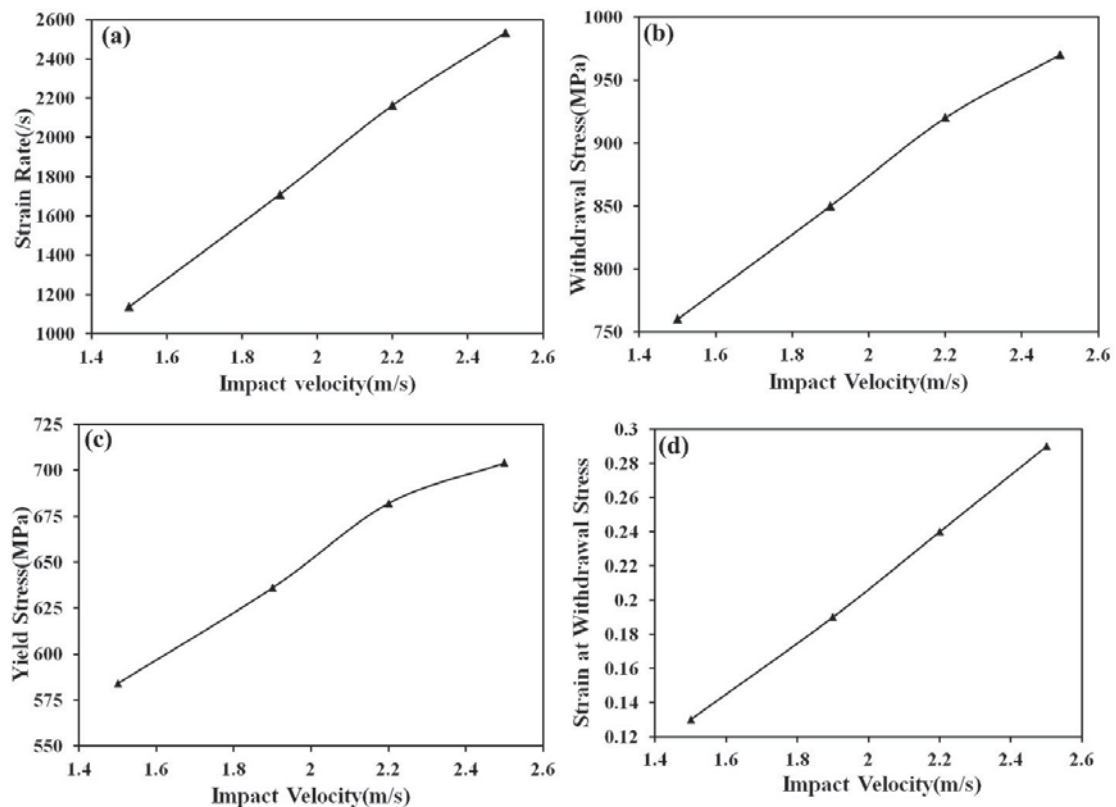 (a)
Strain Rate(/s)
2600
2400
2200
2000
1800
1600
1400
1200
1000
1.4 1.6 1.8 2 2.2 2.4 2.6
Impact velocity(m/s)
(b)
Withdrawal Stress(MPa)
1000
950
900
850
800
750
1.4 1.6 1.8 2 2.2 2.4 2.6
Impact Velocity(m/s)
(c)
Yield Stress(MPa)
725
700
675
650
625
600
575
550
1.4 1.6 1.8 2 2.2 2.4 2.6
Impact Velocity(m/s)
(d)
Strain at Withdrawal Stress
0.3
0.28
0.26
0.24
0.22
0.2
0.18
0.16
0.14
0.12
1.4 1.6 1.8 2 2.2 2.4 2.6
Impact Velocity(m/s)